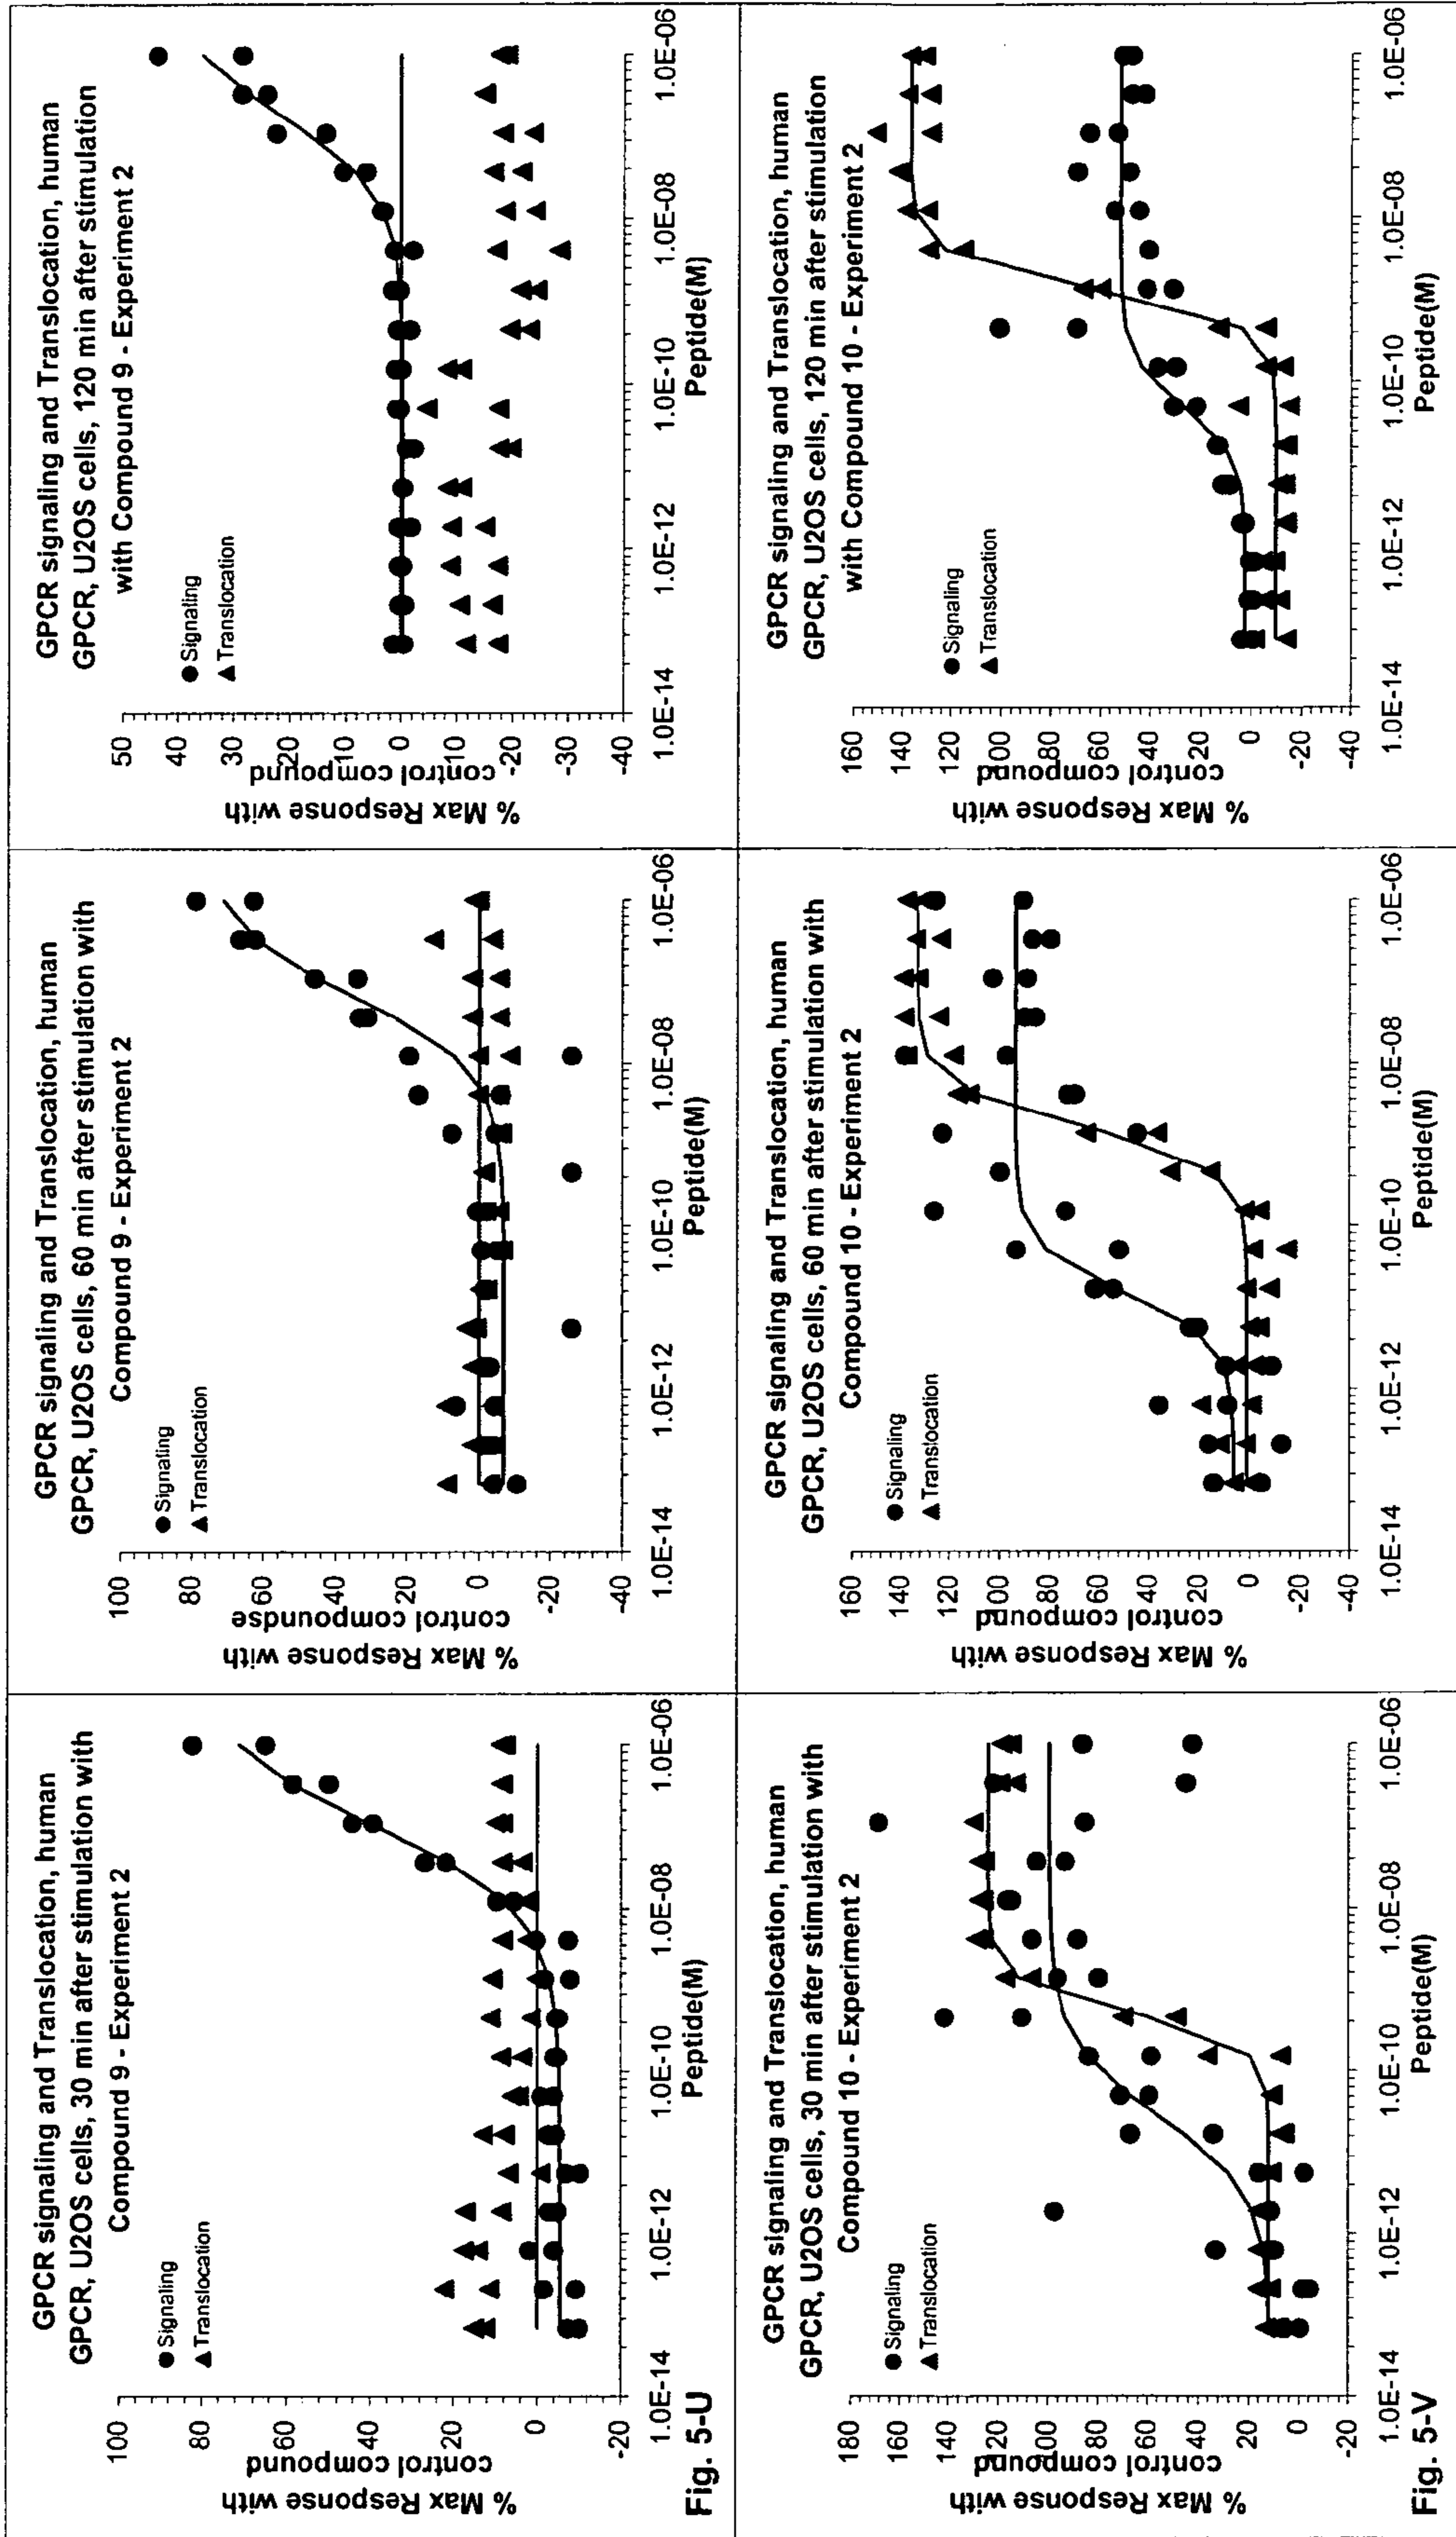 GPCR signaling and Translocation, human
GPCR, U2OS cells, 30 min after stimulation with
Compound 9 - Experiment 2
Signaling
Translocation
% Max Response with
control compound
100
80
60
40
20
0
-20
1.0E-14 1.0E-12 1.0E-10 1.0E-08 1.0E-06
Peptide(M)
Fig. 5-U
GPCR signaling and Translocation, human
GPCR, U2OS cells, 60 min after stimulation with
Compound 9 - Experiment 2
Signaling
Translocation
% Max Response with
control compoundse
100
80
60
40
20
0
-20
-40
1.0E-14 1.0E-12 1.0E-10 1.0E-08 1.0E-06
Peptide(M)
GPCR signaling and Translocation, human
GPCR, U2OS cells, 120 min after stimulation
with Compound 9 - Experiment 2
Signaling
Translocation
% Max Response with
control compound
50
40
30
20
10
0
-10
-20
-30
-40
1.0E-14 1.0E-12 1.0E-10 1.0E-08 1.0E-06
Peptide(M)
GPCR signaling and Translocation, human
GPCR, U2OS cells, 30 min after stimulation with
Compound 10 - Experiment 2
Signaling
Translocation
% Max Response with
control compound
180
160
140
120
100
80
60
40
20
0
-20
1.0E-14 1.0E-12 1.0E-10 1.0E-08 1.0E-06
Peptide(M)
Fig. 5-V
GPCR signaling and Translocation, human
GPCR, U2OS cells, 60 min after stimulation with
Compound 10 - Experiment 2
Signaling
Translocation
% Max Response with
control compound
160
140
120
100
80
60
40
20
0
-20
-40
1.0E-14 1.0E-12 1.0E-10 1.0E-08 1.0E-06
Peptide(M)
GPCR signaling and Translocation, human
GPCR, U2OS cells, 120 min after stimulation
with Compound 10 - Experiment 2
Signaling
Translocation
% Max Response with
control compound
160
140
120
100
80
60
40
20
0
-20
-40
1.0E-14 1.0E-12 1.0E-10 1.0E-08 1.0E-06
Peptide(M)